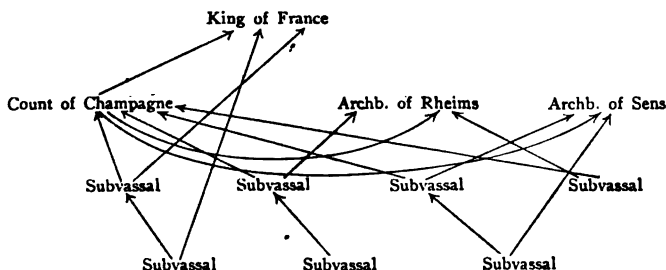 King of France
Count of Champagne Archb. of Rheims Archb. of Sens
Subvassal Subvassal Subvassal Subvassal
Subvassal Subvassal Subvassal